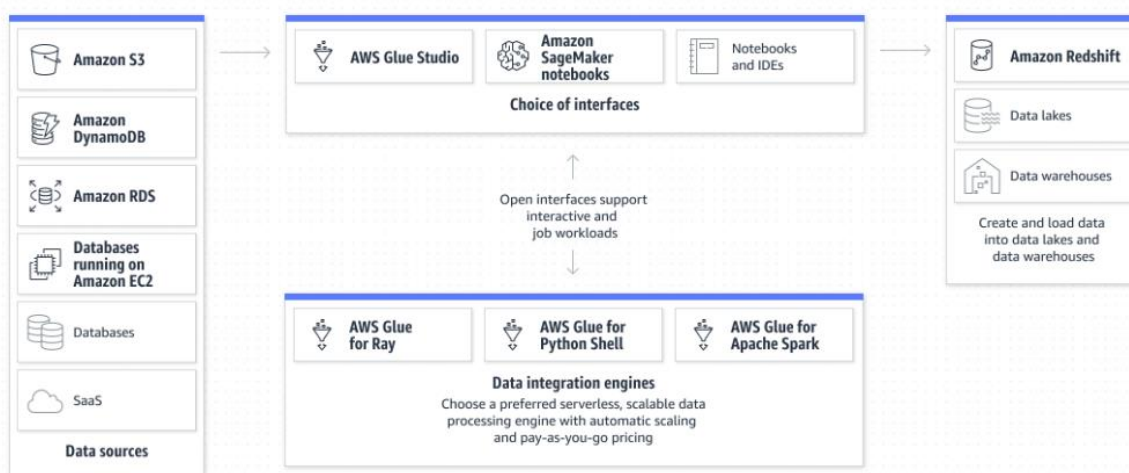 Amazon S3
Amazon
DynamoDB
Amazon RDS
Databases
running on
Amazon EC2
Databases
SaaS
Data sources
AWS Glue Studio
Amazon
SageMaker
notebooks
Notebooks
and IDEs
Choice of interfaces
Open interfaces support
interactive and
job workloads
AWS Glue
for Ray
AWS Glue for
Python Shell
AWS Glue for
Apache Spark
Data integration engines
Choose a preferred serverless, scalable data
processing engine with automatic scaling
and pay-as-you-go pricing
Amazon Redshift
Data lakes
Data warehouses
Create and load data
into data lakes and
data warehouses